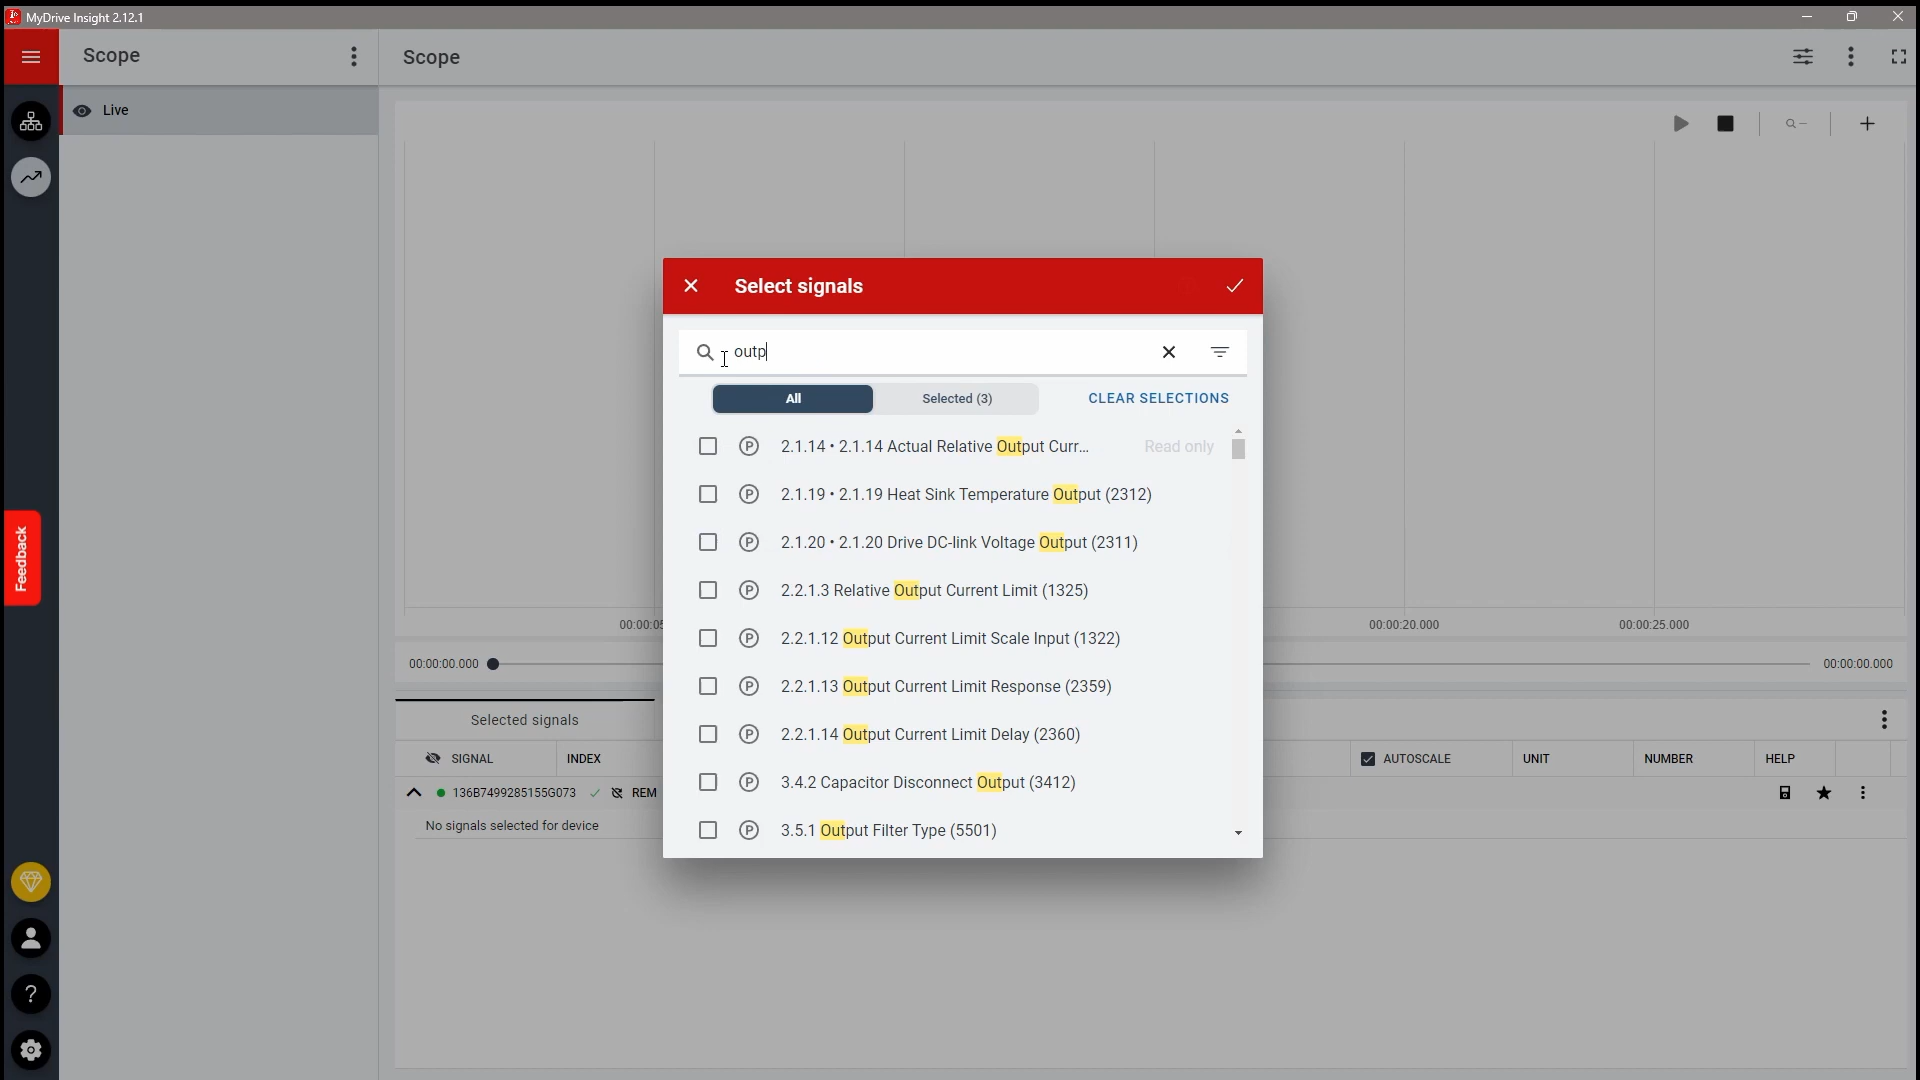 MyDrive Insight 2.12.1
Scope
Scope
Live
Feedback
Select signals
outp
All
Selected (3)
CLEAR SELECTIONS
2.1.14 • 2.1.14 Actual Relative Output Curr...
Read only
2.1.19 • 2.1.19 Heat Sink Temperature Output (2312)
2.1.20 • 2.1.20 Drive DC-link Voltage Output (2311)
2.2.1.3 Relative Output Current Limit (1325)
2.2.1.12 Output Current Limit Scale Input (1322)
2.2.1.13 Output Current Limit Response (2359)
2.2.1.14 Output Current Limit Delay (2360)
3.4.2 Capacitor Disconnect Output (3412)
3.5.1 Output Filter Type (5501)
00:00:05
00:00:20.000
00:00:25.000
00:00:00.000
00:00:00.000
Selected signals
SIGNAL
INDEX
AUTOSCALE
UNIT
NUMBER
HELP
136B7499285155G073
REM
No signals selected for device